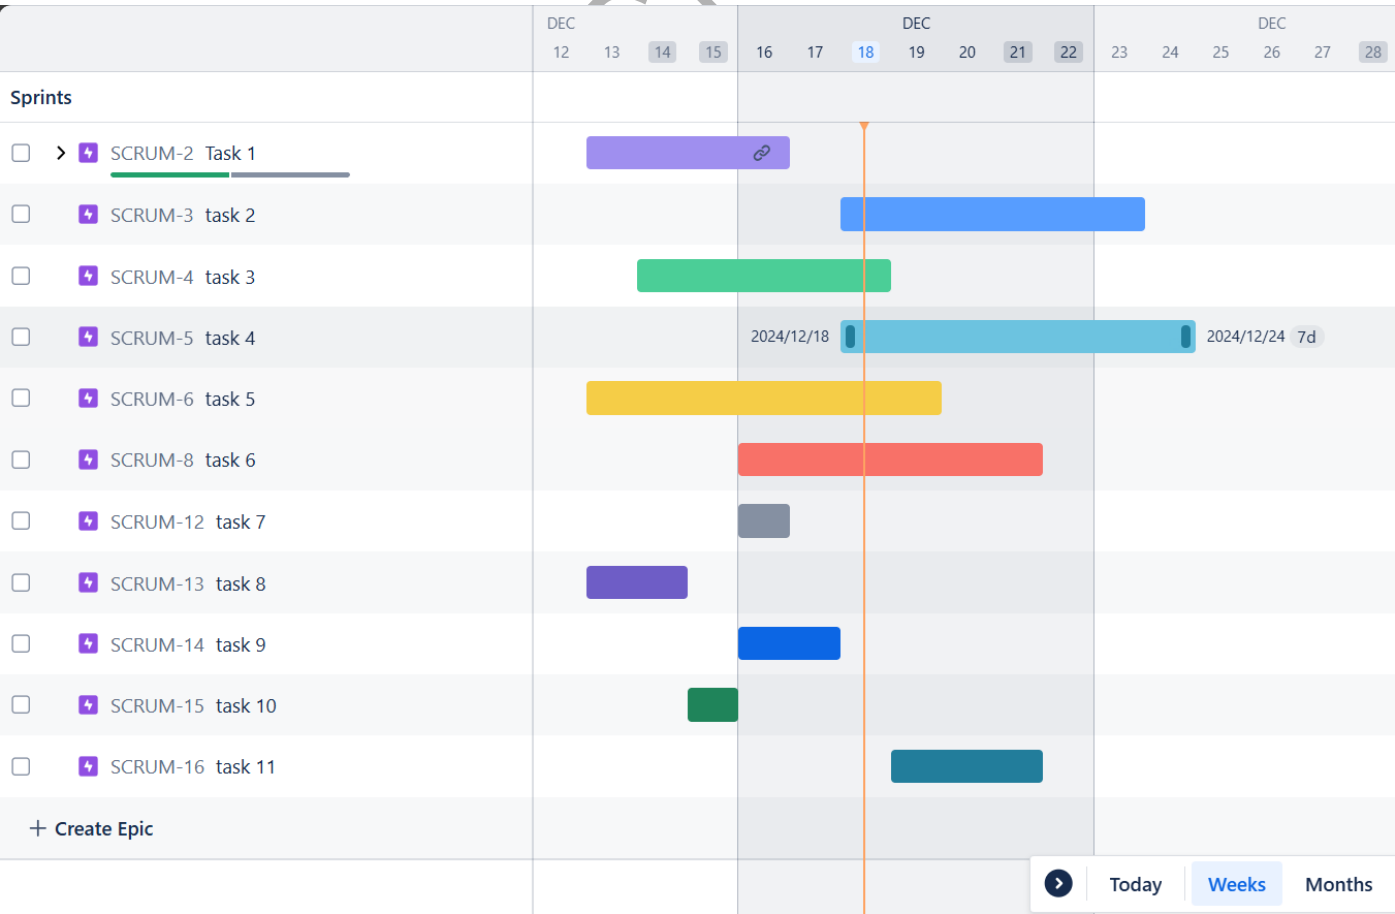 DEC DEC DEC
12 13 14 15 16 17 18 19 20 21 22 23 24 25 26 27 28
Sprints
SCRUM-2 Task 1
SCRUM-3 task 2
SCRUM-4 task 3
SCRUM-5 task 4 2024/12/18 2024/12/24 7d
SCRUM-6 task 5
SCRUM-8 task 6
SCRUM-12 task 7
SCRUM-13 task 8
SCRUM-14 task 9
SCRUM-15 task 10
SCRUM-16 task 11
+ Create Epic
Today Weeks Months